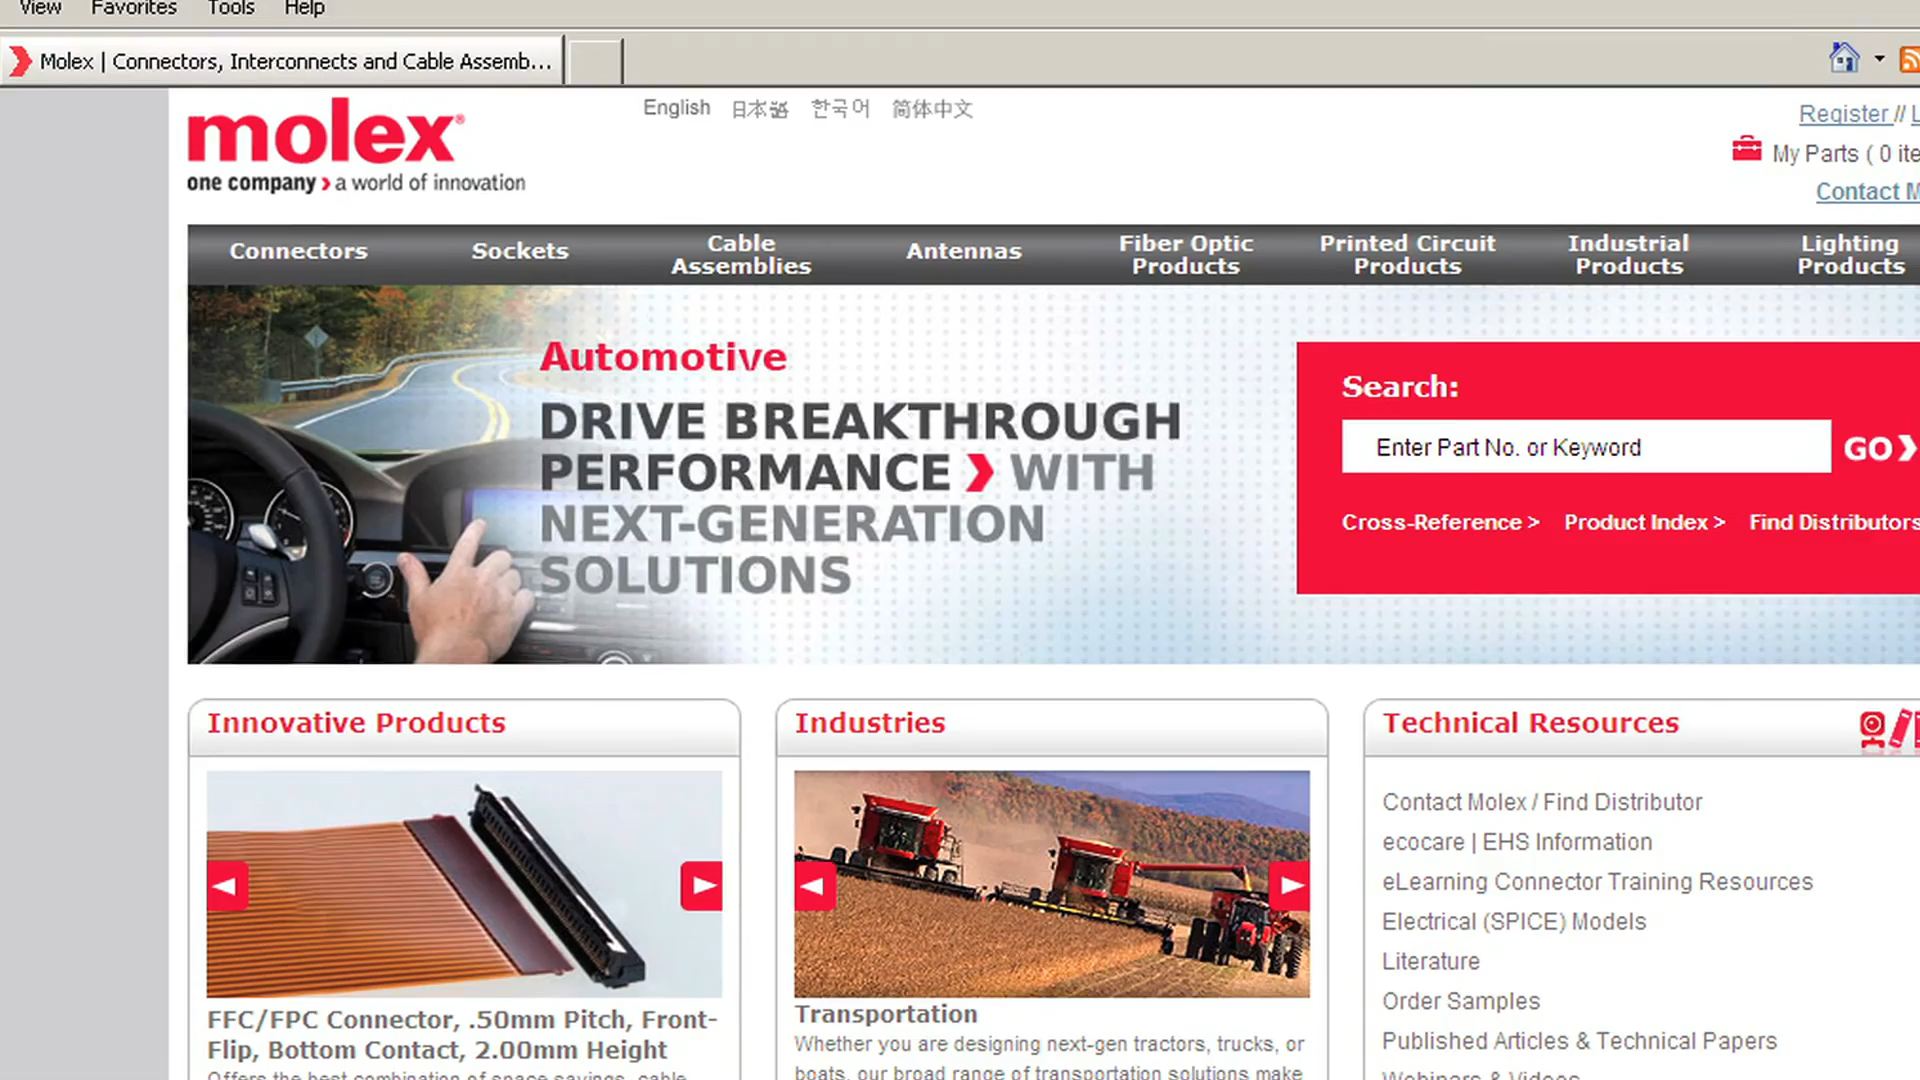 View Favorites Tools Help
Molex | Connectors, Interconnects and Cable Assemb...
molex®
one company › a world of innovation
English 日本語 한국어 简体中文
Register //
My Parts ( 0
Contact
Connectors Sockets Cable Assemblies Antennas Fiber Optic Products Printed Circuit Products Industrial Products Lighting Products
Automotive
DRIVE BREAKTHROUGH
PERFORMANCE › WITH
NEXT-GENERATION
SOLUTIONS
Search:
Enter Part No. or Keyword GO›
Cross-Reference > Product Index > Find Distributors
Innovative Products
FFC/FPC Connector, .50mm Pitch, Front-
Flip, Bottom Contact, 2.00mm Height
Offers the best combination of space savings, cable
Industries
Transportation
Whether you are designing next-gen tractors, trucks, or
boats, our broad range of transportation solutions make
Technical Resources
Contact Molex / Find Distributor
ecocare | EHS Information
eLearning Connector Training Resources
Electrical (SPICE) Models
Literature
Order Samples
Published Articles & Technical Papers
Webinars & Videos